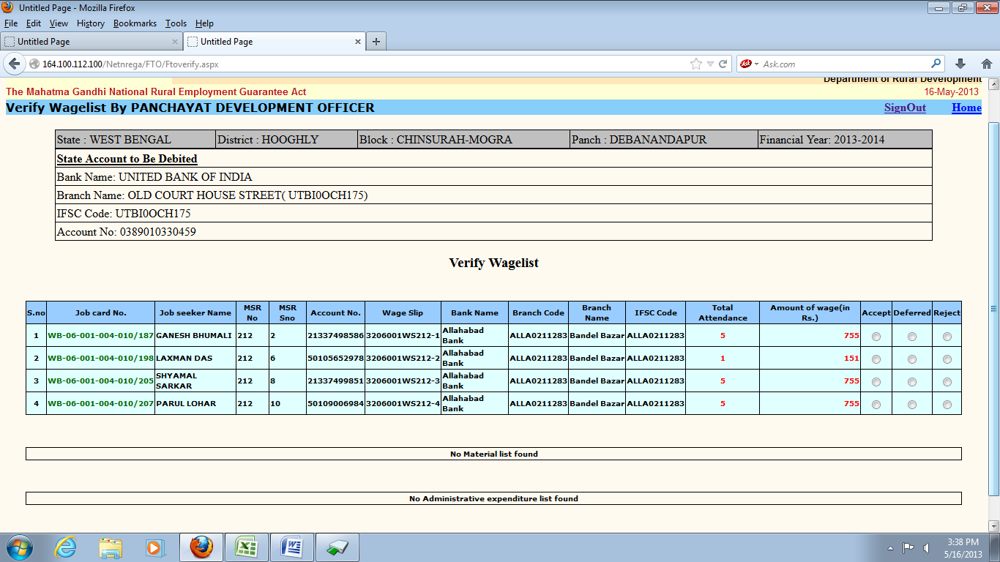 Untitled Page - Mozilla Firefox
File Edit View History Bookmarks Tools Help
Untitled Page × Untitled Page × +
164.100.112.100/Netnrega/FTO/Ftoverify.aspx Ask.com
Department of Rural Development
The Mahatma Gandhi National Rural Employment Guarantee Act 16-May-2013
Verify Wagelist By PANCHAYAT DEVELOPMENT OFFICER SignOut Home
State : WEST BENGAL District : HOOGHLY Block : CHINSURAH-MOGRA Panch : DEBANANDAPUR Financial Year: 2013-2014
State Account to Be Debited
Bank Name: UNITED BANK OF INDIA
Branch Name: OLD COURT HOUSE STREET( UTBI0OCH175)
IFSC Code: UTBI0OCH175
Account No: 0389010330459
Verify Wagelist
S.no Job card No. Job seeker Name MSR No MSR Sno Account No. Wage Slip Bank Name Branch Code Branch Name IFSC Code Total Attendance Amount of wage(in Rs.) Accept Deferred Reject
1 WB-06-001-004-010/187 GANESH BHUMALI 212 2 21337498586 3206001WS212-1 Allahabad Bank ALLA0211283 Bandel Bazar ALLA0211283 5 755
2 WB-06-001-004-010/198 LAXMAN DAS 212 6 50105652978 3206001WS212-2 Allahabad Bank ALLA0211283 Bandel Bazar ALLA0211283 1 151
3 WB-06-001-004-010/205 SHYAMAL SARKAR 212 8 21337499851 3206001WS212-3 Allahabad Bank ALLA0211283 Bandel Bazar ALLA0211283 5 755
4 WB-06-001-004-010/207 PARUL LOHAR 212 10 50109006984 3206001WS212-4 Allahabad Bank ALLA0211283 Bandel Bazar ALLA0211283 5 755
No Material list found
No Administrative expenditure list found
3:38 PM
5/16/2013